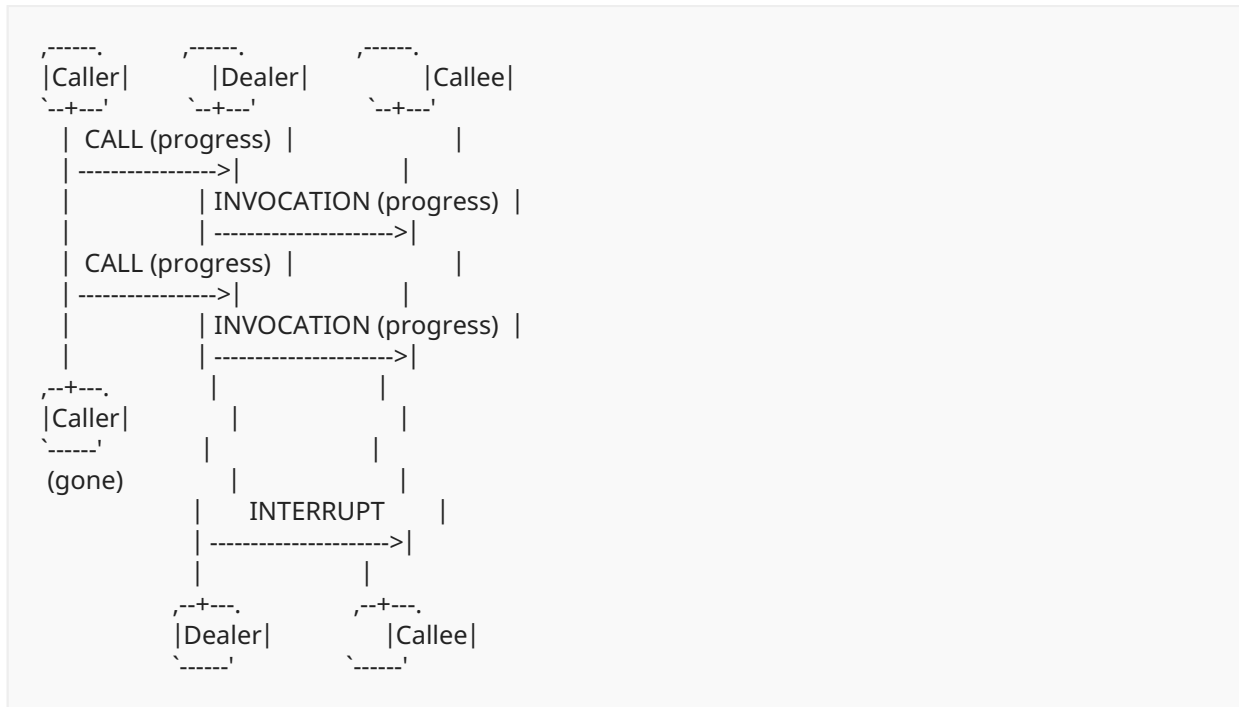 ,------.          ,------.                  ,------.
|Caller|             |Dealer|                  |Callee|
`--+---'           `--+---'                   `--+---'
   |  CALL (progress)  |                          |
   | ----------------->|                          |
   |                    | INVOCATION (progress)  |
   |                    | ---------------------->|
   |  CALL (progress)  |                          |
   | ----------------->|                          |
   |                    | INVOCATION (progress)  |
   |                    | ---------------------->|
,--+---.                |                         |
|Caller|                |                         |
`------'                |                         |
 (gone)                 |                         |
                        |       INTERRUPT        |
                        | ---------------------->|
                        |                         |
                     ,--+---.                  ,--+---.
                     |Dealer|                  |Callee|
                     `------'                  `------'